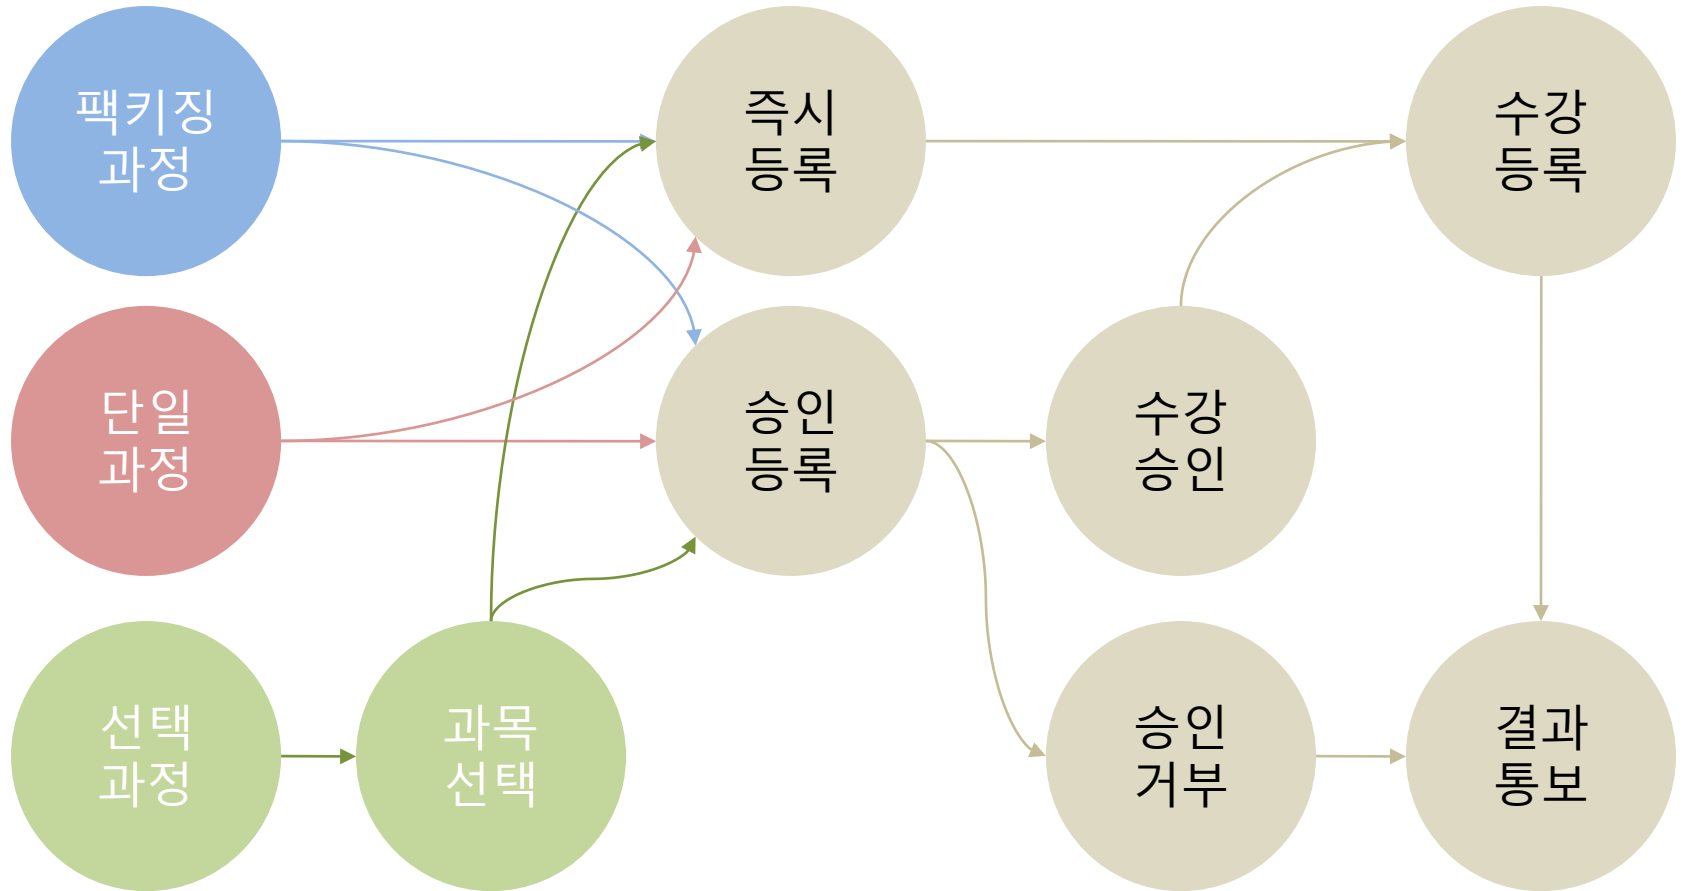 팩키징
과정
즉시
등록
수강
등록
단일
과정
승인
등록
수강
승인
선택
과정
과목
선택
승인
거부
결과
통보